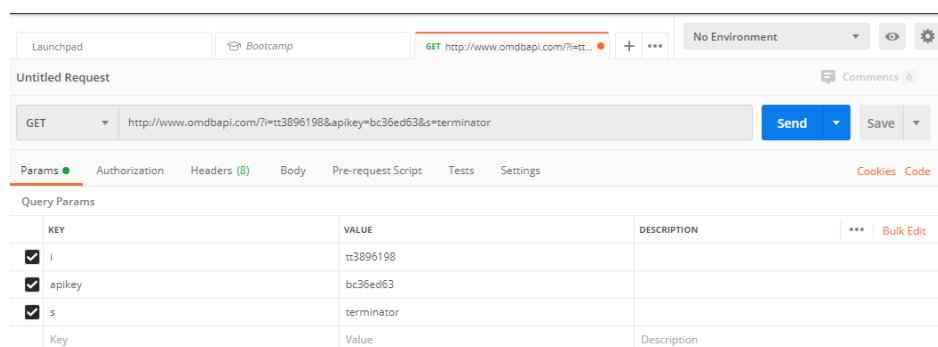 Launchpad Bootcamp GET http://www.omdbapi.com/?i=tt... + ••• No Environment
Untitled Request Comments 0
GET http://www.omdbapi.com/?i=tt3896198&apikey=bc36ed63&s=terminator Send Save
Params Authorization Headers (8) Body Pre-request Script Tests Settings Cookies Code
Query Params
KEY VALUE DESCRIPTION ••• Bulk Edit
i tt3896198
apikey bc36ed63
s terminator
Key Value Description